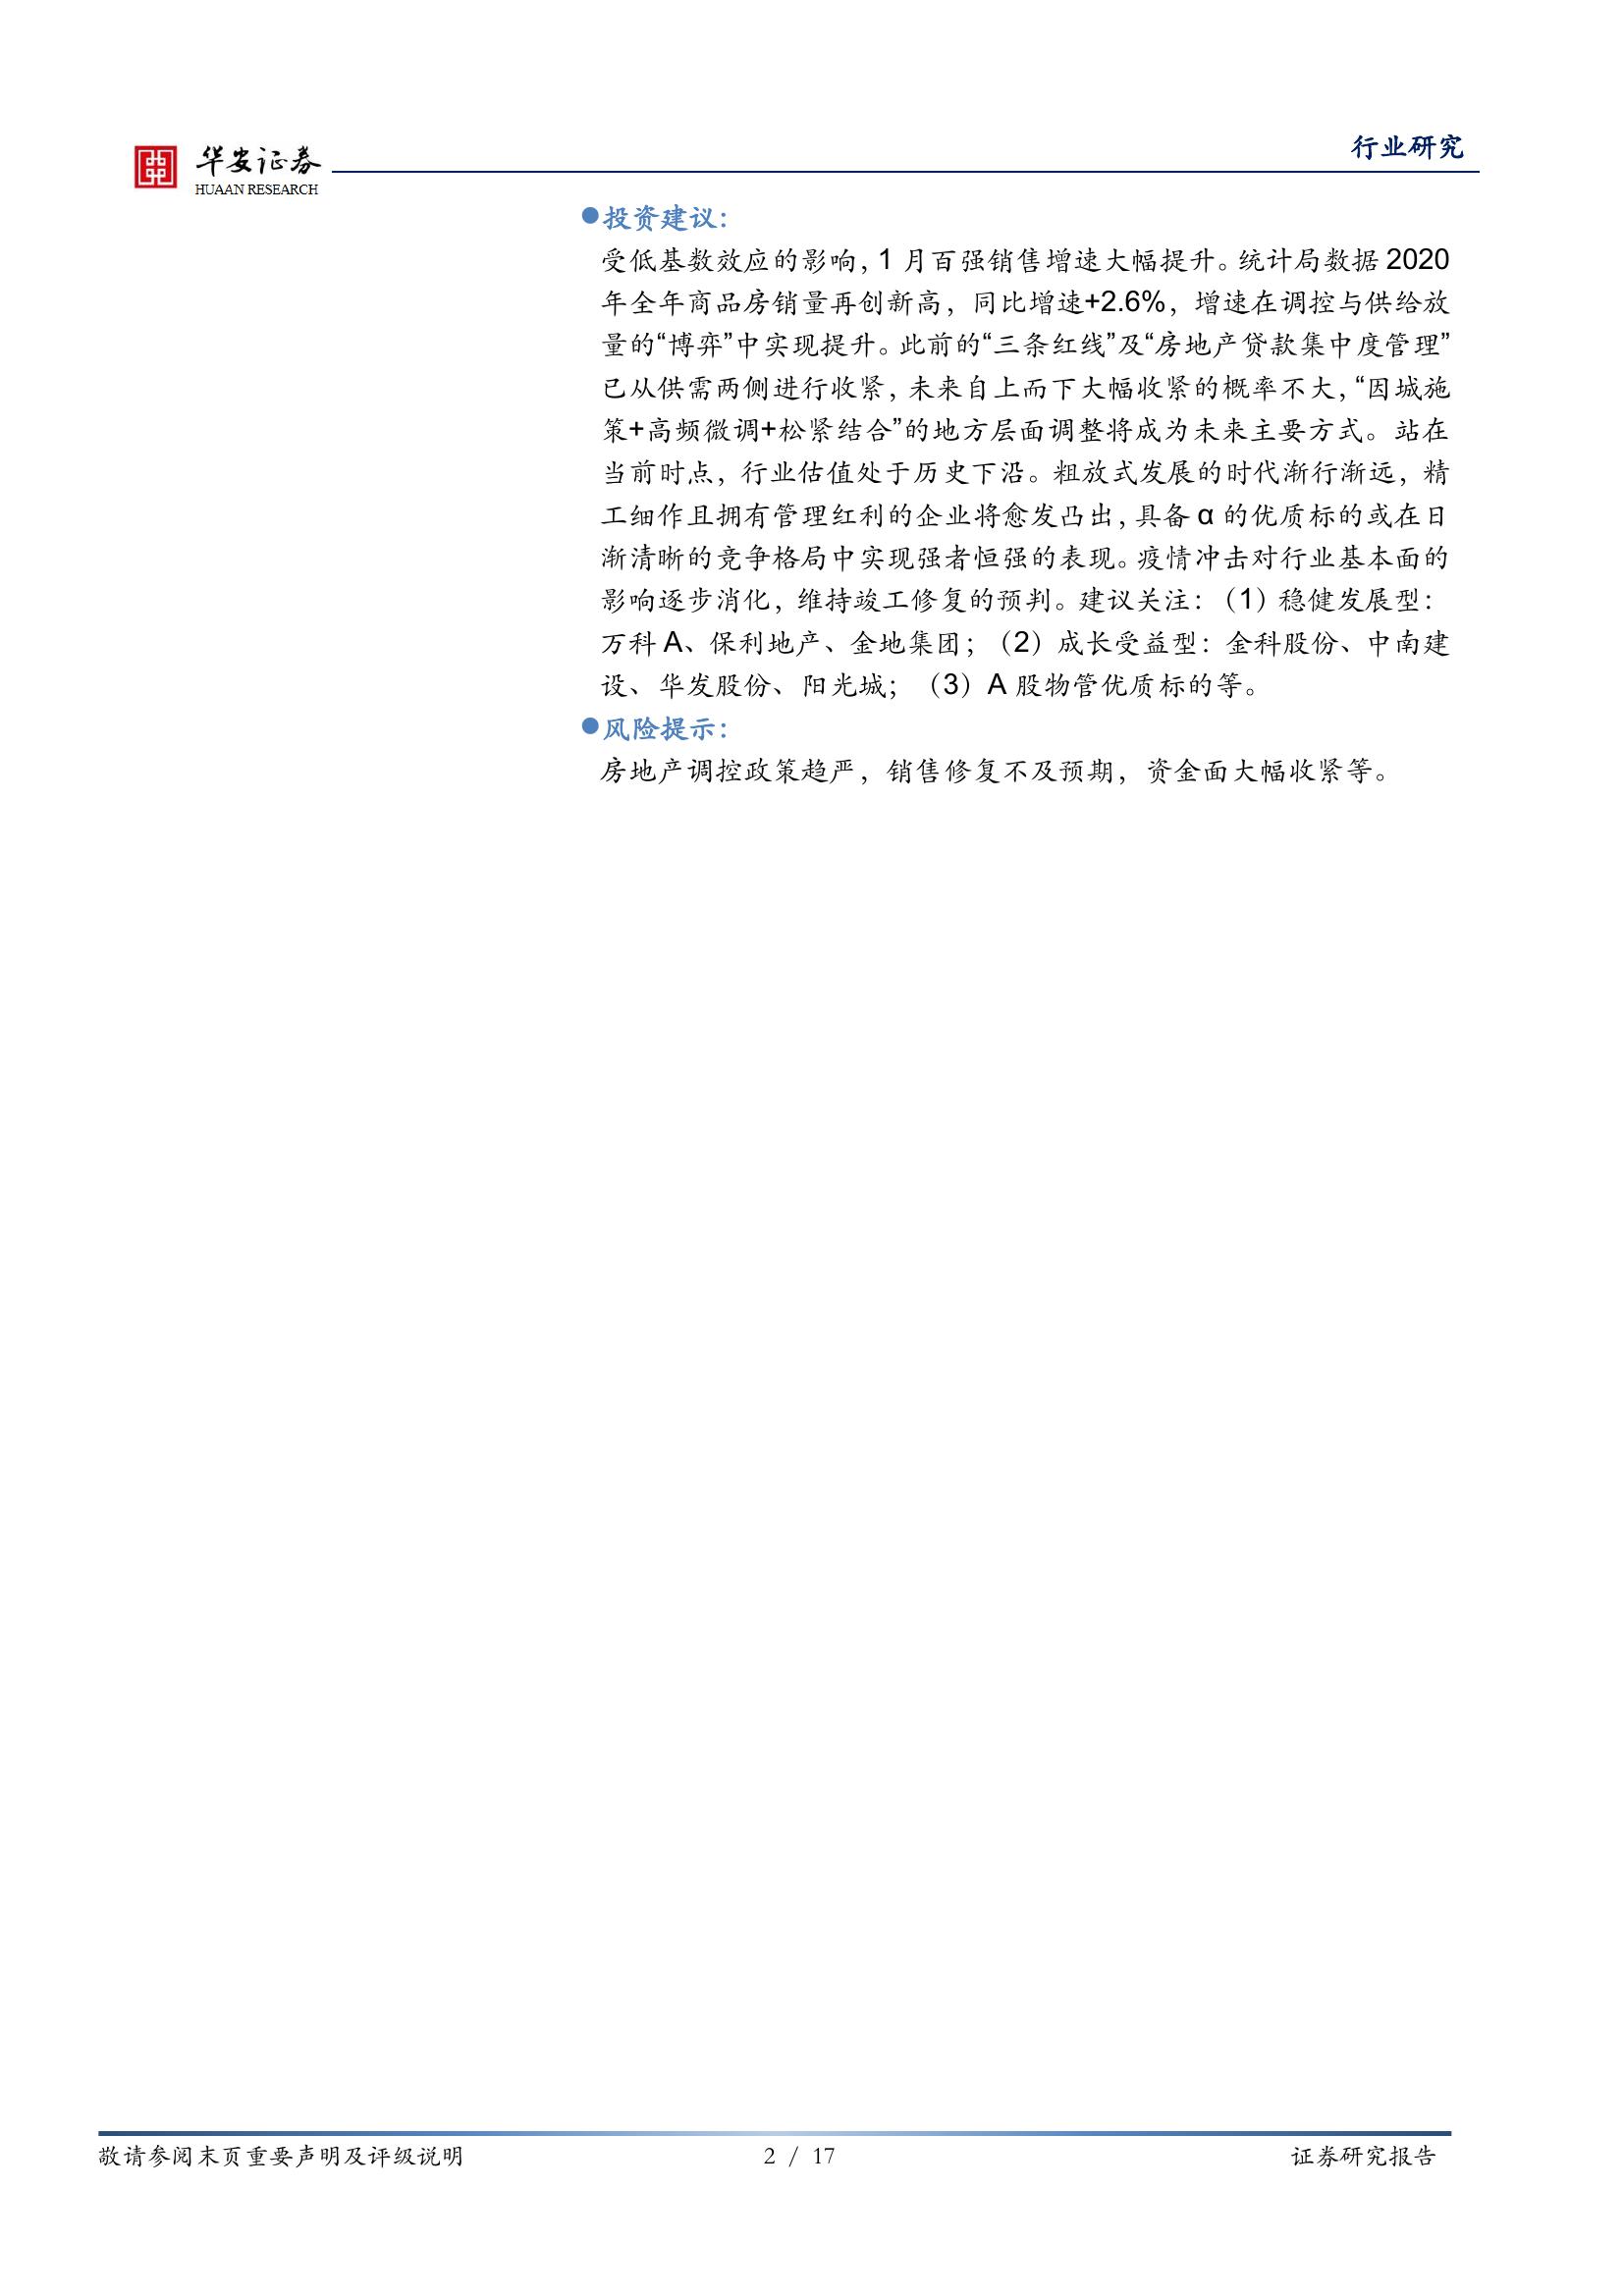 华安证券
HUAAN RESEARCH
行业研究
投资建议：
受低基数效应的影响，1 月百强销售增速大幅提升。统计局数据 2020
年全年商品房销量再创新高，同比增速+2.6%，增速在调控与供给放
量的“博弈”中实现提升。此前的“三条红线”及“房地产贷款集中度管理”
已从供需两侧进行收紧，未来自上而下大幅收紧的概率不大，“因城施
策+高频微调+松紧结合”的地方层面调整将成为未来主要方式。站在
当前时点，行业估值处于历史下沿。粗放式发展的时代渐行渐远，精
工细作且拥有管理红利的企业将愈发凸出，具备 α 的优质标的或在日
渐清晰的竞争格局中实现强者恒强的表现。疫情冲击对行业基本面的
影响逐步消化，维持竣工修复的预判。建议关注：（1）稳健发展型：
万科 A、保利地产、金地集团；（2）成长受益型：金科股份、中南建
设、华发股份、阳光城；（3）A 股物管优质标的等。
风险提示：
房地产调控政策趋严，销售修复不及预期，资金面大幅收紧等。
敬请参阅末页重要声明及评级说明
2 / 17
证券研究报告